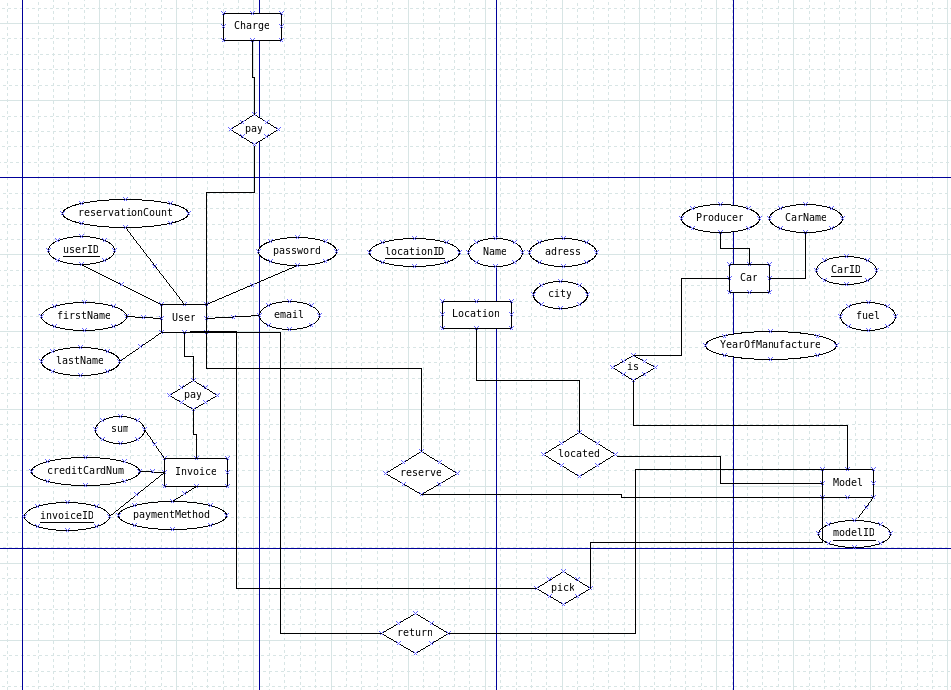 Charge
pay
reservationCount
Producer
CarName
userID
password
locationID
Name
adress
Car
CarID
city
firstName
User
email
Location
fuel
lastName
YearOfManufacture
is
pay
sum
located
creditCardNum
Invoice
reserve
Model
invoiceID
paymentMethod
modelID
pick
return